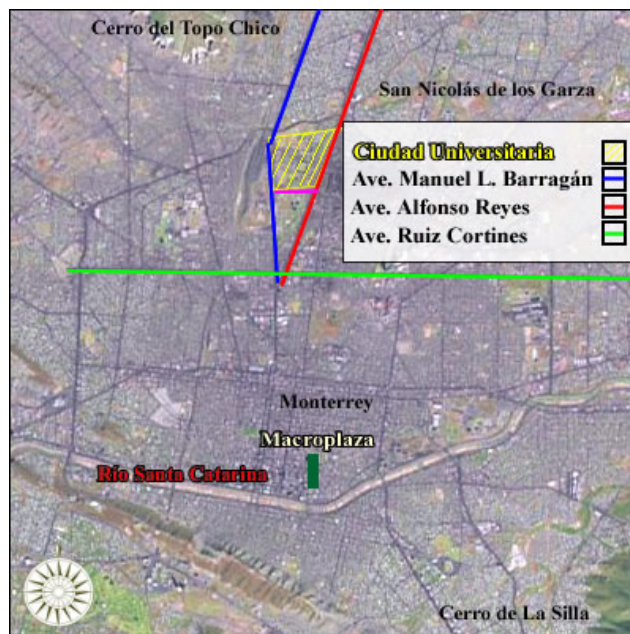 Cerro del Topo Chico
San Nicolás de los Garza
Ciudad Universitaria
Ave. Manuel L. Barragán
Ave. Alfonso Reyes
Ave. Ruiz Cortines
Monterrey
Macroplaza
Río Santa Catarina
Cerro de La Silla